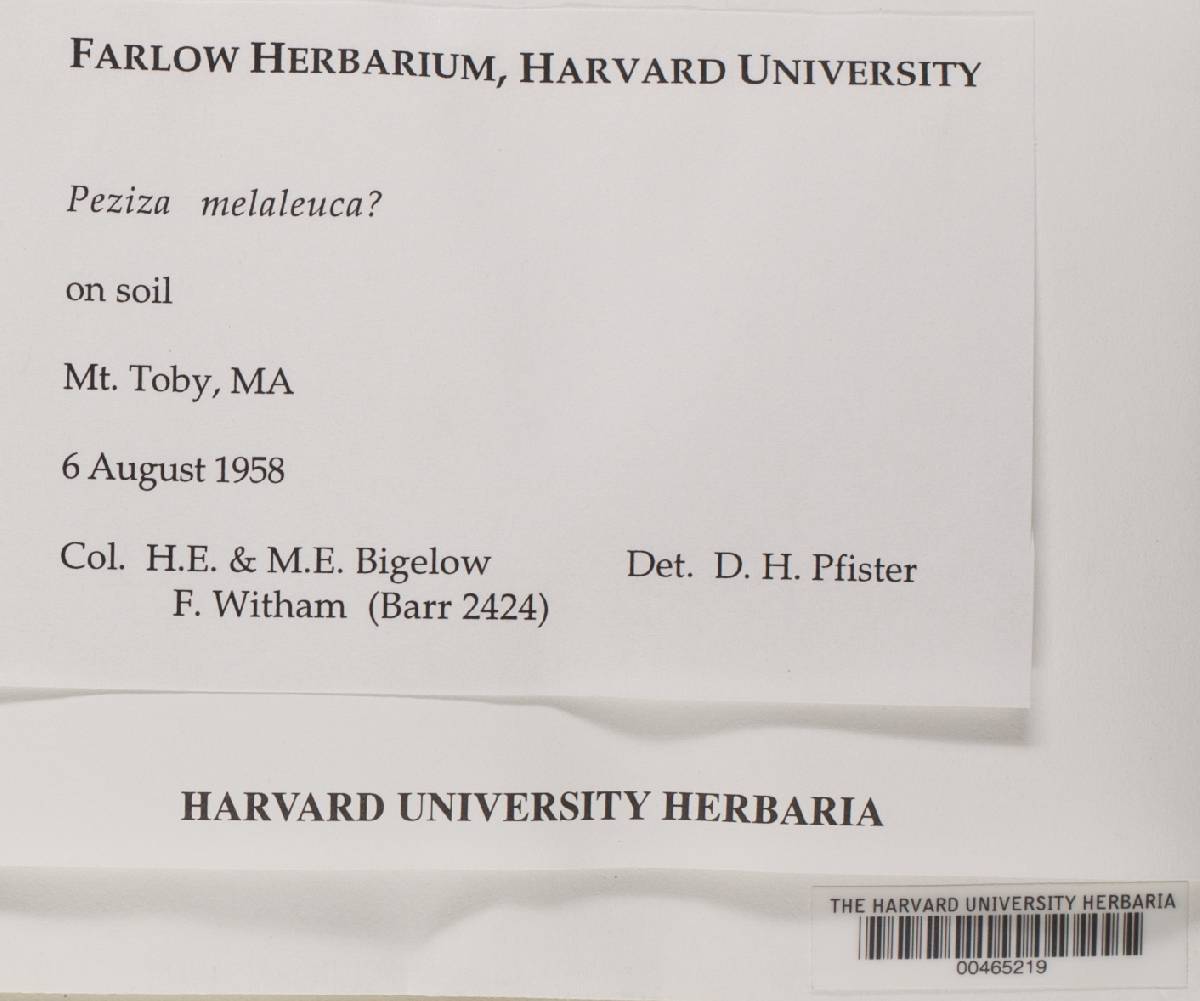 FARLOW HERBARIUM, HARVARD UNIVERSITY
Peziza melaleuca?
on soil
Mt. Toby, MA
6 August 1958
Col. H.E. & M.E. Bigelow Det. D. H. Pfister
F. Witham (Barr 2424)
HARVARD UNIVERSITY HERBARIA
THE HARVARD UNIVERSITY HERBARIA
00465219